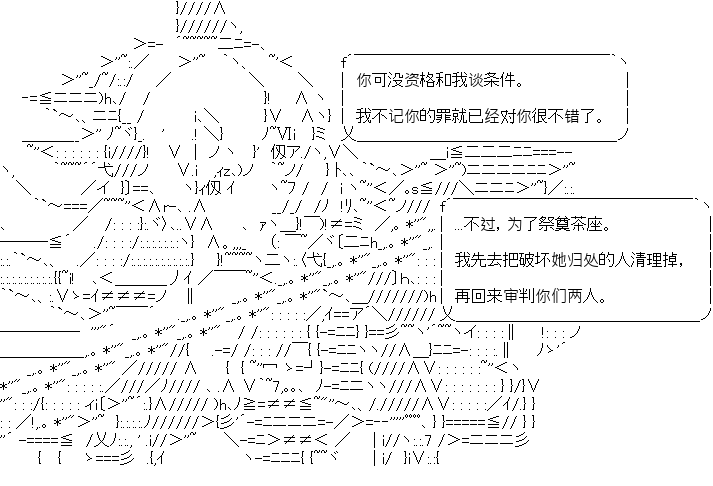 你可没资格和我谈条件。
我不记你的罪就已经对你很不错了。
...不过，为了祭奠茶座。
我先去把破坏她归处的人清理掉，
再回来审判你们两人。